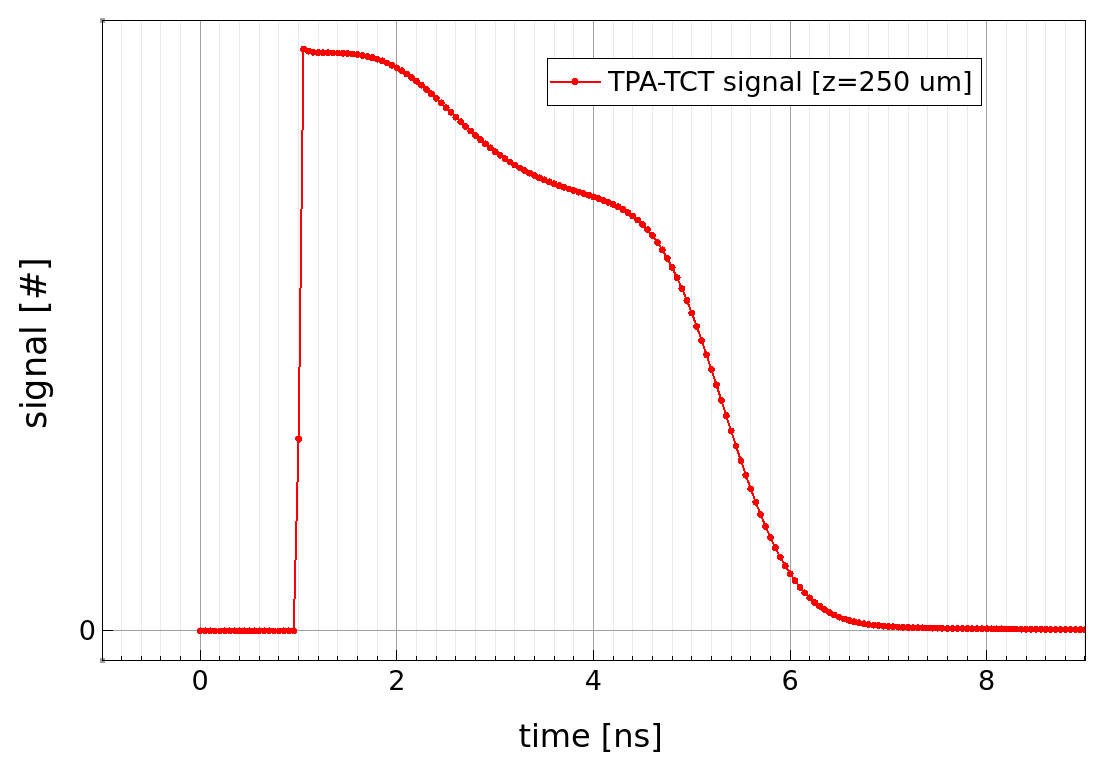 TPA-TCT signal [z=250 um]
signal [#]
0
0 2 4 6 8
time [ns]